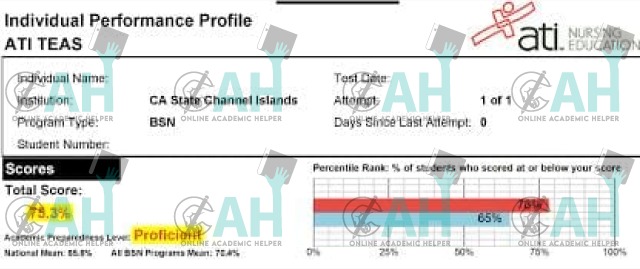 Individual Performance Profile
ATI TEAS
ati NURSING EDUCATION
Individual Name:
Test Date:
Institution: CA State Channel Islands
Attempt: 1 of 1
Program Type: BSN
Days Since Last Attempt: 0
Student Number:
Scores
Percentile Rank: % of students who scored at or below your score
Total Score:
75.3%
78%
65%
Academic Preparedness Level: Proficient
National Mean: 65.8% All BSN Programs Mean: 70.4%
0% 25% 50% 75% 100%
AH
ONLINE ACADEMIC HELPER